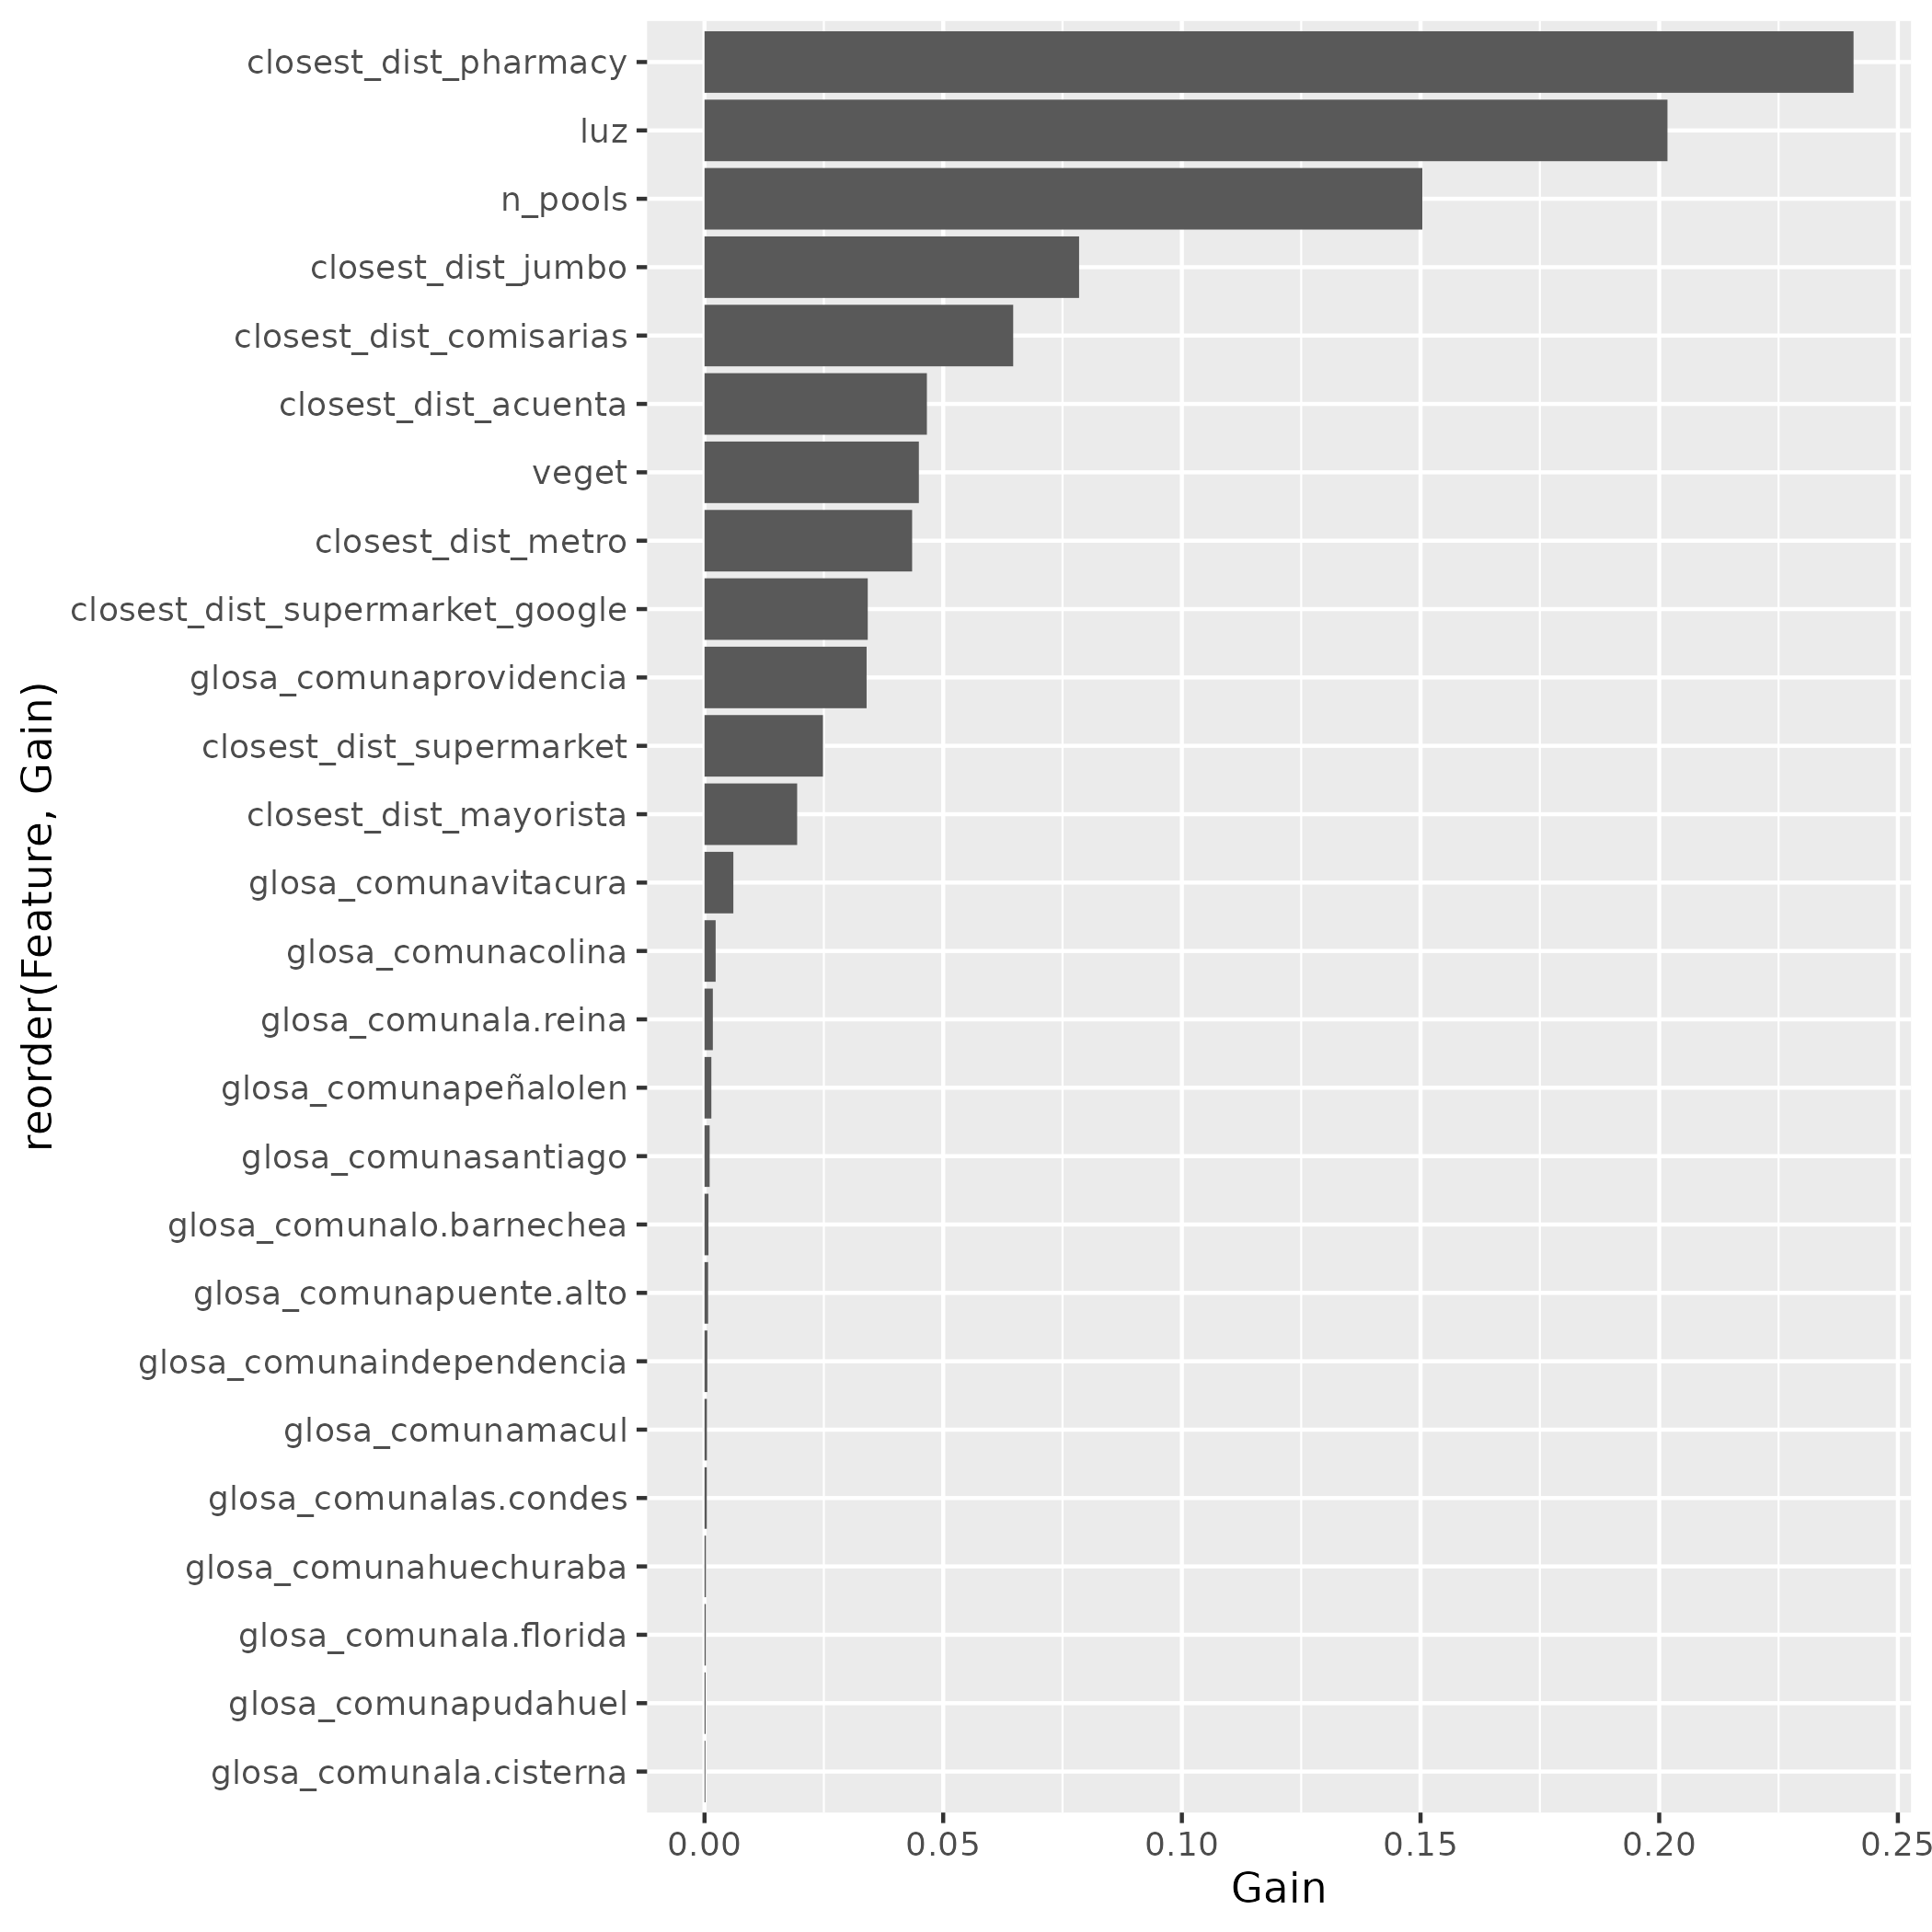 closest_dist_pharmacy
luz
n_pools
closest_dist_jumbo
closest_dist_comisarias
closest_dist_acuenta
veget
closest_dist_metro
closest_dist_supermarket_google
glosa_comunaprovidencia
closest_dist_supermarket
closest_dist_mayorista
glosa_comunavitacura
glosa_comunacolina
glosa_comunala.reina
glosa_comunapeñalolen
glosa_comunasantiago
glosa_comunalo.barnechea
glosa_comunapuente.alto
glosa_comunaindependencia
glosa_comunamacul
glosa_comunalas.condes
glosa_comunahuechuraba
glosa_comunala.florida
glosa_comunapudahuel
glosa_comunala.cisterna
reorder(Feature, Gain)
0.00 0.05 0.10 0.15 0.20 0.25
Gain